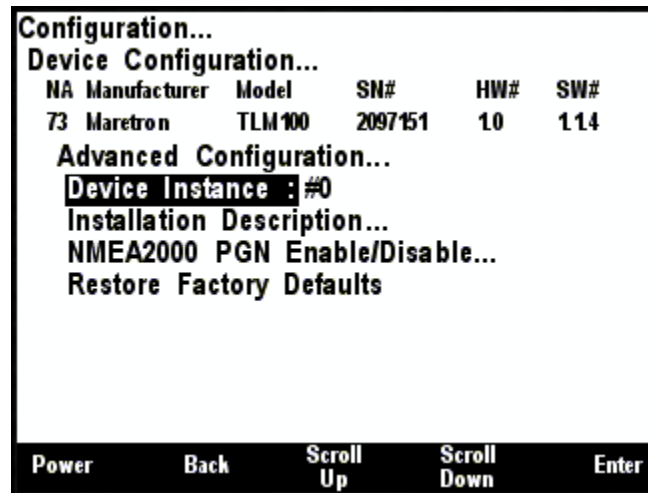 Configuration...
Device Configuration...
NA Manufacturer Model SN# HW# SW#
73 Maretron TLM100 2097151 1.0 1.1.4
Advanced Configuration...
Device Instance : #0
Installation Description...
NMEA2000 PGN Enable/Disable...
Restore Factory Defaults
Power Back Scroll Up Scroll Down Enter